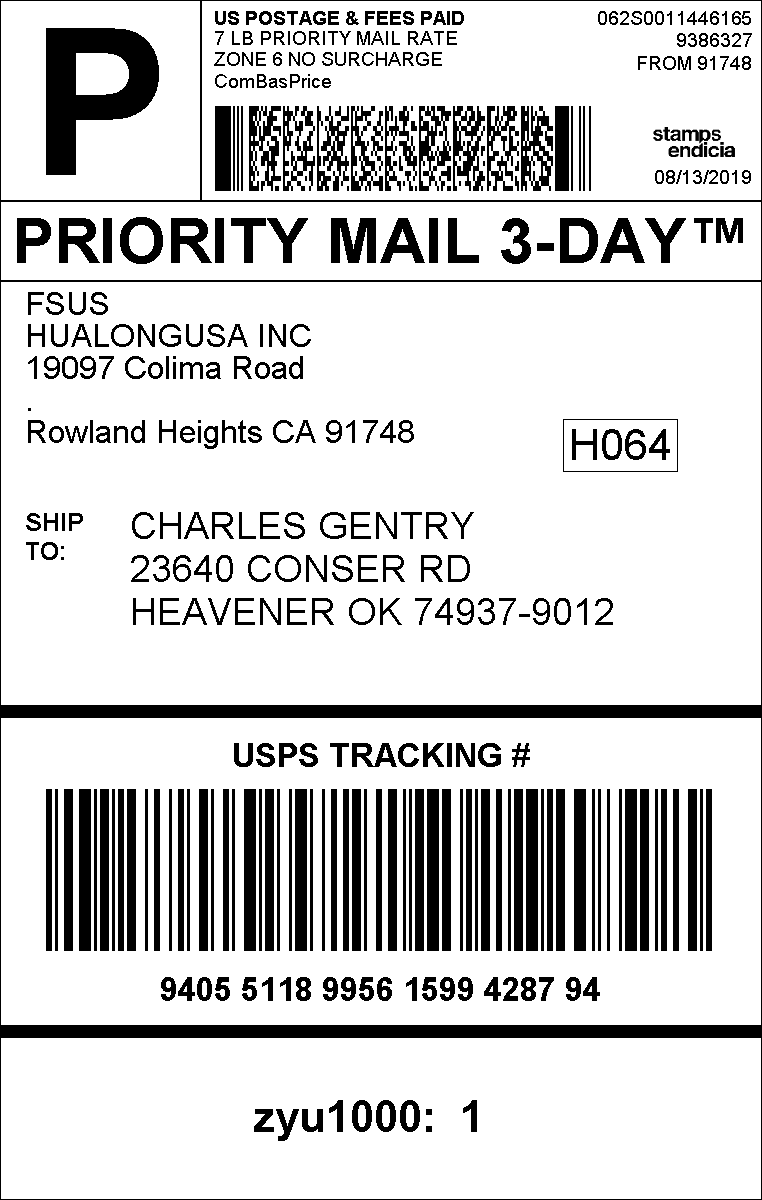 P
US POSTAGE & FEES PAID
7 LB PRIORITY MAIL RATE
ZONE 6 NO SURCHARGE
ComBasPrice
062S0011446165
9386327
FROM 91748
stamps
endicia
08/13/2019
PRIORITY MAIL 3-DAY™
FSUS
HUALONGUSA INC
19097 Colima Road
.
Rowland Heights CA 91748
H064
SHIP
TO:
CHARLES GENTRY
23640 CONSER RD
HEAVENER OK 74937-9012
USPS TRACKING #
9405 5118 9956 1599 4287 94
zyu1000: 1